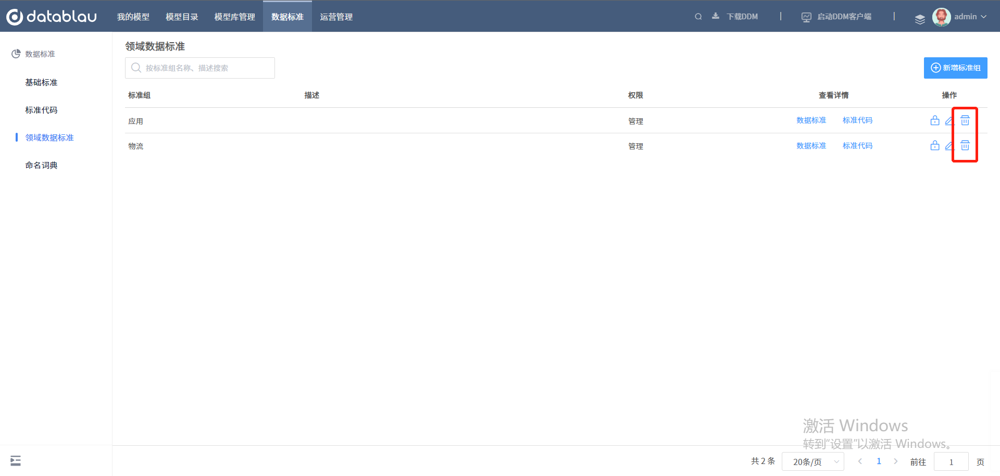 datablau 我的模型 模型目录 模型库管理 数据标准 运营管理 下载DDM | 启动DDM客户端 | admin
数据标准
基础标准
标准代码
领域数据标准
命名词典
领域数据标准
按标准组名称、描述搜索
新增标准组
标准组 描述 权限 查看详情 操作
应用 管理 数据标准 标准代码
物流 管理 数据标准 标准代码
激活 Windows
转到“设置”以激活 Windows。
共 2 条 20条/页 1 前往 1 页